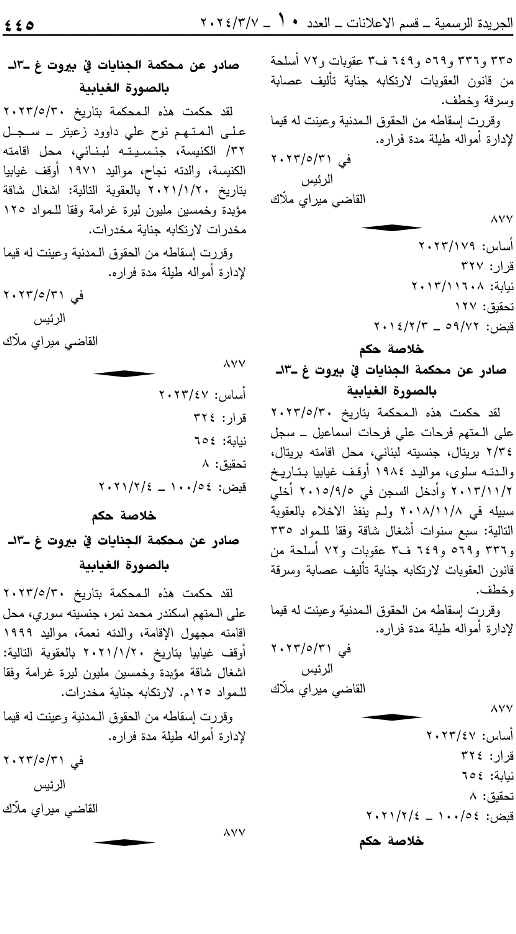 الجريدة الرسمية ــ قسم الاعلانات ــ العدد ١٠ ــ ٢٠٢٤/٣/٧
٤٤٥
٣٣٥ و٣٣٦ و٥٦٩ و٦٤٩ ف٣ عقوبات و٧٢ أسلحة
من قانون العقوبات لارتكابه جناية تأليف عصابة
وسرقة وخطف.
وقررت إسقاطه من الحقوق المدنية وعينت له قيما
لإدارة أمواله طيلة مدة فراره.
في ٢٠٢٣/٥/٣١
الرئيس
القاضي ميراي ملاّك
٨٧٧
أساس: ٢٠٢٣/١٧٩
قرار: ٣٢٧
نيابة: ٢٠١٣/١١٦٠٨
تحقيق: ١٢٧
قبض: ٥٩/٧٢ ــ ٢٠١٤/٢/٣
خلاصة حكم
صادر عن محكمة الجنايات في بيروت غ ــ١٣ــ
بالصورة الغيابية
لقد حكمت هذه المحكمة بتاريخ ٢٠٢٣/٥/٣٠
على المتهم فرحات علي فرحات اسماعيل ــ سجل
٢/٣٤ بريتال، جنسيته لبناني، محل اقامته بريتال،
والدته سلوى، مواليد ١٩٨٤ أوقف غيابيا بتاريخ
٢٠١٣/١١/٢ وأدخل السجن في ٢٠١٥/٩/٥ أخلي
سبيله في ٢٠١٨/١١/٨ ولم ينفذ الاخلاء بالعقوبة
التالية: سبع سنوات أشغال شاقة وفقا للمواد ٣٣٥
و٣٣٦ و٥٦٩ و٦٤٩ ف٣ عقوبات و٧٢ أسلحة من
قانون العقوبات لارتكابه جناية تأليف عصابة وسرقة
وخطف.
وقررت إسقاطه من الحقوق المدنية وعينت له قيما
لإدارة أمواله طيلة مدة فراره.
في ٢٠٢٣/٥/٣١
الرئيس
القاضي ميراي ملاّك
٨٧٧
أساس: ٢٠٢٣/٤٧
قرار: ٣٢٤
نيابة: ٦٥٤
تحقيق: ٨
قبض: ١٠٠/٥٤ ــ ٢٠٢١/٢/٤
خلاصة حكم
صادر عن محكمة الجنايات في بيروت غ ــ١٣ــ
بالصورة الغيابية
لقد حكمت هذه المحكمة بتاريخ ٢٠٢٣/٥/٣٠
على المتهم نوح علي داوود زعيتر ــ سجل
٣٢/ الكنيسة، جنسيته لبناني، محل اقامته
الكنيسة، والدته نجاح، مواليد ١٩٧١ أوقف غيابيا
بتاريخ ٢٠٢١/١/٢٠ بالعقوبة التالية: اشغال شاقة
مؤبدة وخمسين مليون ليرة غرامة وفقا للمواد ١٢٥
مخدرات لارتكابه جناية مخدرات.
وقررت إسقاطه من الحقوق المدنية وعينت له قيما
لإدارة أمواله طيلة مدة فراره.
في ٢٠٢٣/٥/٣١
الرئيس
القاضي ميراي ملاّك
٨٧٧
أساس: ٢٠٢٣/٤٧
قرار: ٣٢٤
نيابة: ٦٥٤
تحقيق: ٨
قبض: ١٠٠/٥٤ ــ ٢٠٢١/٢/٤
خلاصة حكم
صادر عن محكمة الجنايات في بيروت غ ــ١٣ــ
بالصورة الغيابية
لقد حكمت هذه المحكمة بتاريخ ٢٠٢٣/٥/٣٠
على المتهم اسكندر محمد نمر، جنسيته سوري، محل
اقامته مجهول الإقامة، والدته نعمة، مواليد ١٩٩٩
أوقف غيابيا بتاريخ ٢٠٢١/١/٢٠ بالعقوبة التالية:
اشغال شاقة مؤبدة وخمسين مليون ليرة غرامة وفقا
للمواد ١٢٥م. لارتكابه جناية مخدرات.
وقررت إسقاطه من الحقوق المدنية وعينت له قيما
لإدارة أمواله طيلة مدة فراره.
في ٢٠٢٣/٥/٣١
الرئيس
القاضي ميراي ملاّك
٨٧٧